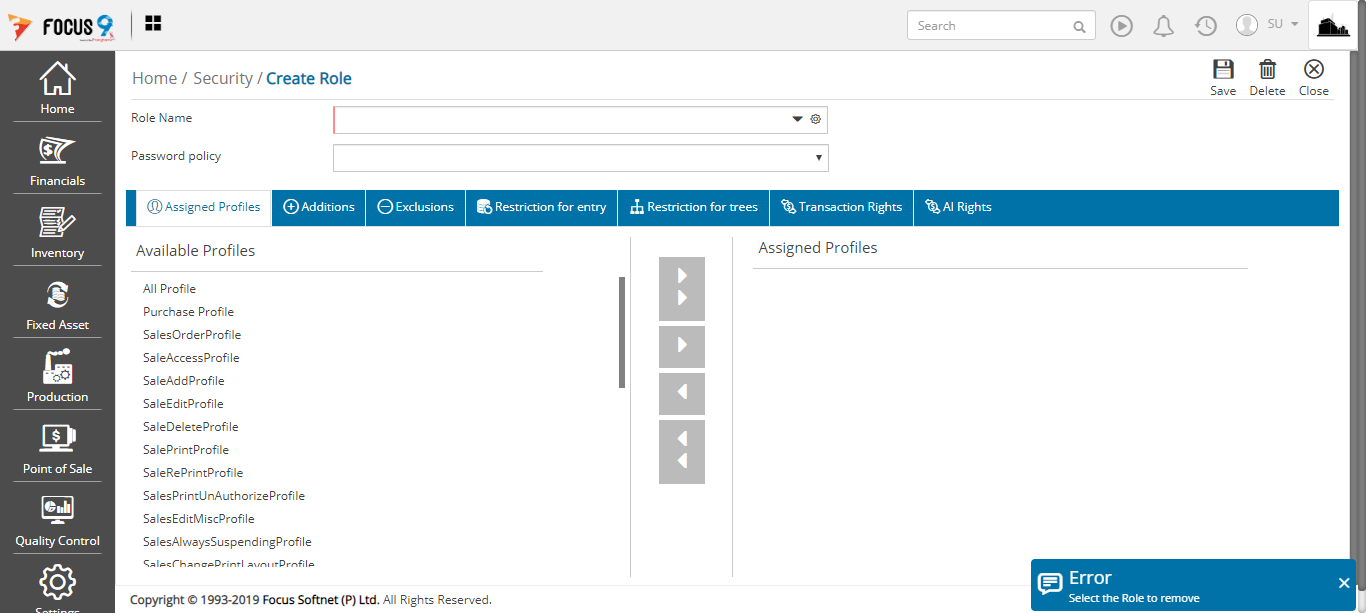 FOCUS 9
Search
SU
Home
Financials
Inventory
Fixed Asset
Production
Point of Sale
Quality Control
Settings
Home / Security / Create Role
Save Delete Close
Role Name
Password policy
Assigned Profiles Additions Exclusions Restriction for entry Restriction for trees Transaction Rights AI Rights
Available Profiles
All Profile
Purchase Profile
SalesOrderProfile
SaleAccessProfile
SaleAddProfile
SaleEditProfile
SaleDeleteProfile
SalePrintProfile
SaleRePrintProfile
SalesPrintUnAuthorizeProfile
SalesEditMiscProfile
SalesAlwaysSuspendingProfile
SalesChangePrintLayoutProfile
Assigned Profiles
Error
Select the Role to remove
Copyright © 1993-2019 Focus Softnet (P) Ltd. All Rights Reserved.